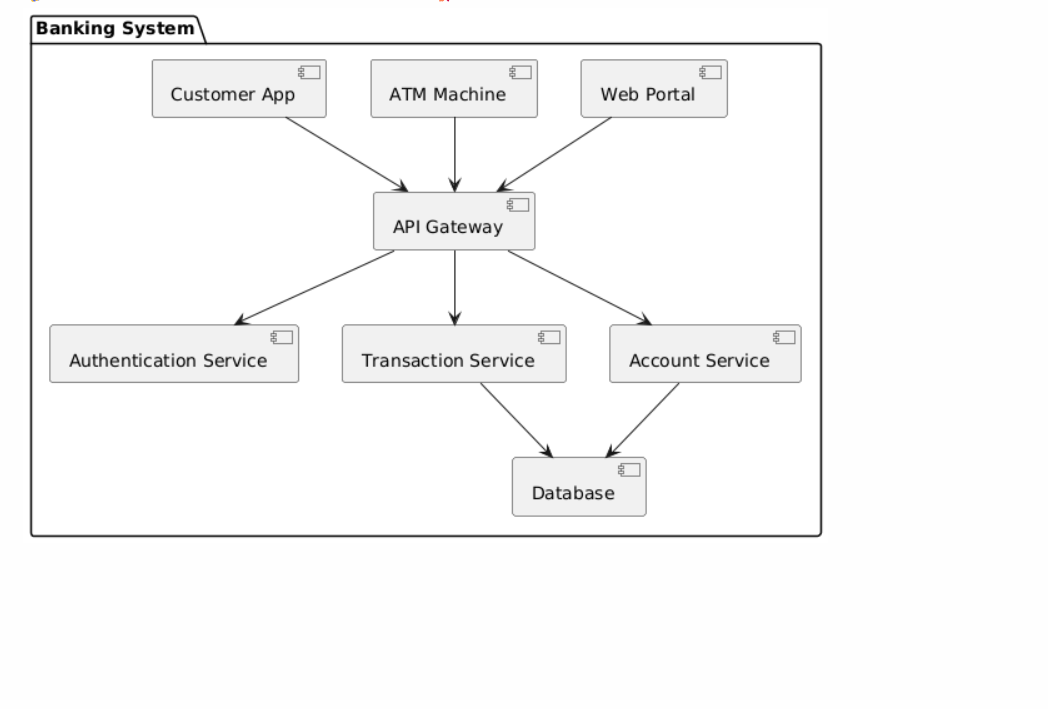 Banking System
Customer App
ATM Machine
Web Portal
API Gateway
Authentication Service
Transaction Service
Account Service
Database